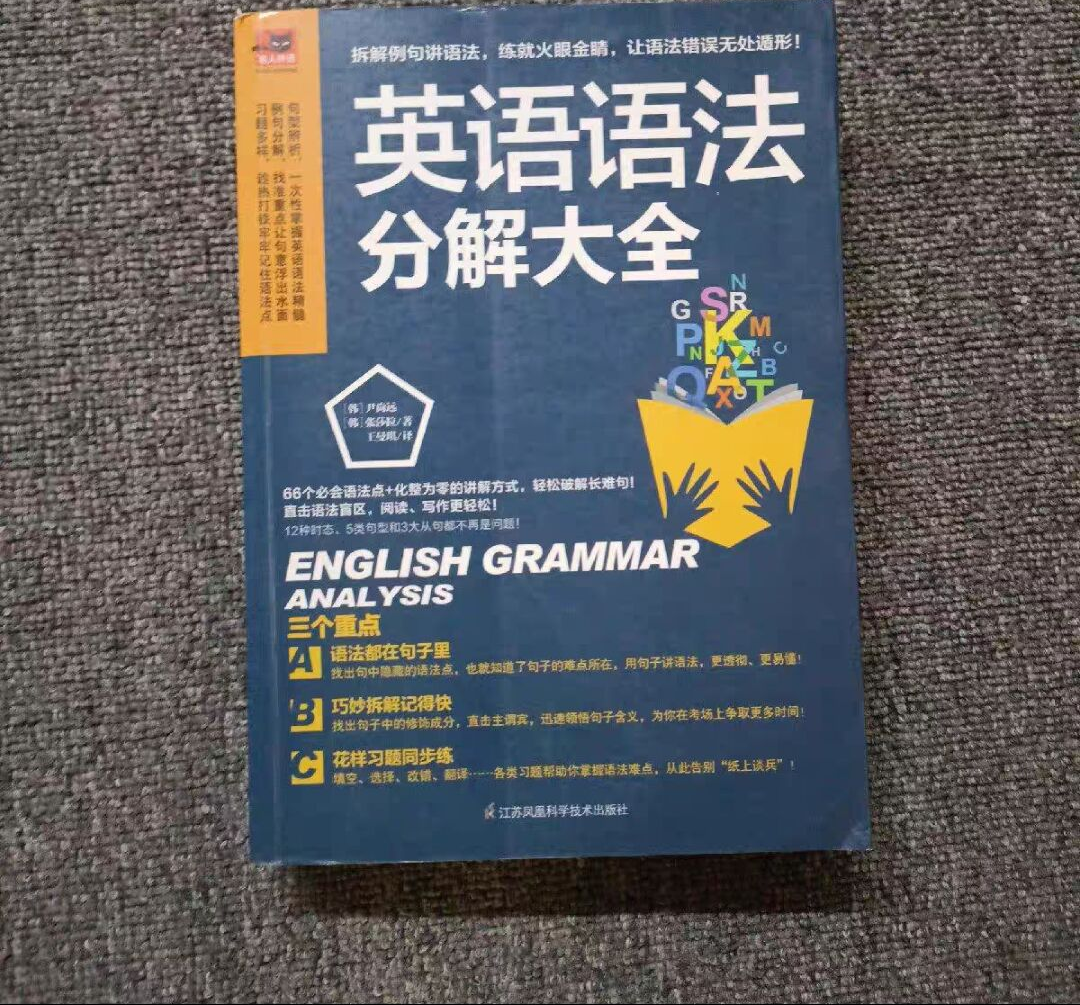 拆解例句讲语法，练就火眼金睛，让语法错误无处遁形！
英语语法
分解大全
句型辨析，一次性掌握英语语法精髓
例句分解，找准重点让句意浮出水面
习题多样，趁热打铁牢牢记住语法点
N
S
G
R
K
M
P
N
Z
H
C
B
Q
F
A
X
O
T
[韩]尹尚远
[韩]张莎拉/著
王曼琪/译
66个必会语法点+化整为零的讲解方式，轻松破解长难句！
直击语法盲区，阅读、写作更轻松！
12种时态、5类句型和3大从句都不再是问题！
ENGLISH GRAMMAR
ANALYSIS
三个重点
A 语法都在句子里
找出句中隐藏的语法点，也就知道了句子的难点所在，用句子讲语法，更透彻、更易懂！
B 巧妙拆解记得快
找出句子中的修饰成分，直击主谓宾，迅速领悟句子含义，为你在考场上争取更多时间！
C 花样习题同步练
填空、选择、改错、翻译……各类习题帮助你掌握语法难点，从此告别“纸上谈兵”！
江苏凤凰科学技术出版社